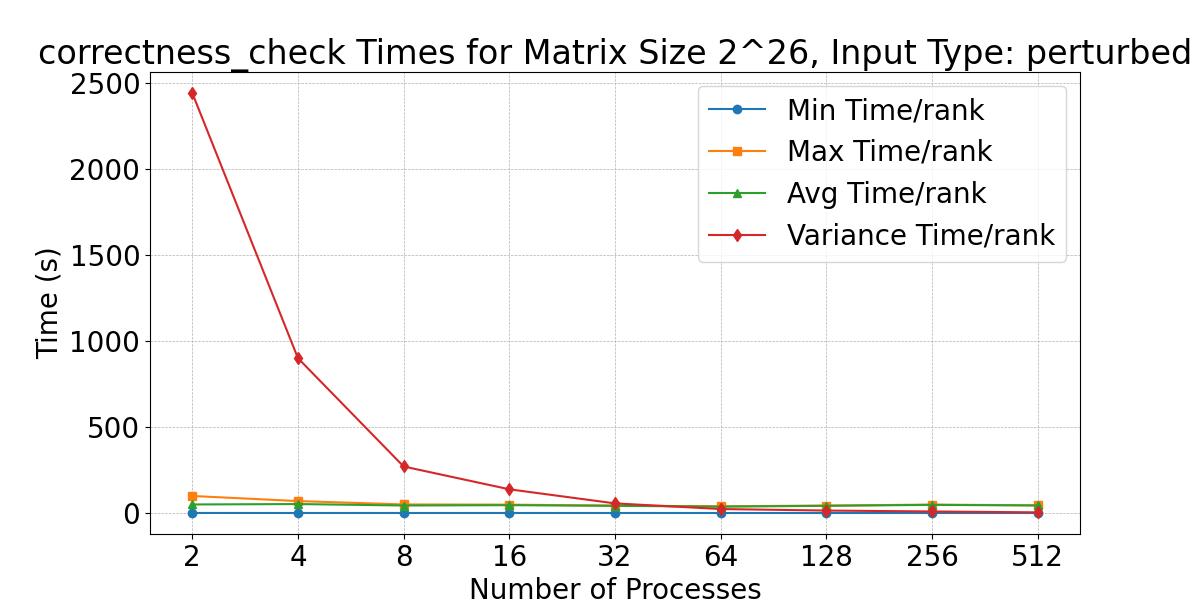 correctness_check Times for Matrix Size 2^26, Input Type: perturbed
2500
2000
1500
1000
500
0
Time (s)
Min Time/rank
Max Time/rank
Avg Time/rank
Variance Time/rank
2 4 8 16 32 64 128 256 512
Number of Processes